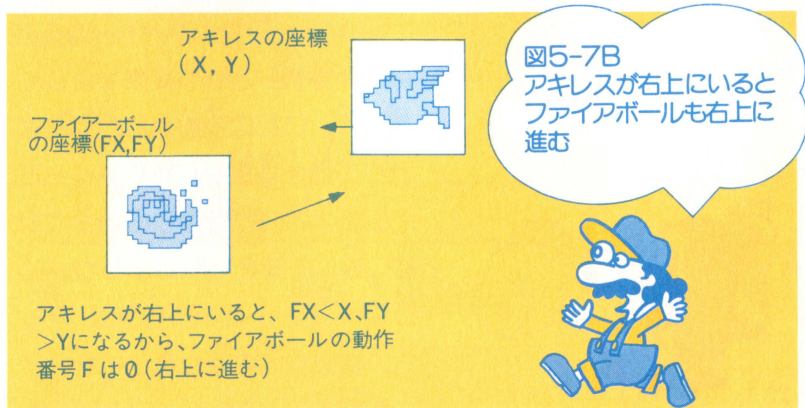 アキレスの座標
(X, Y)
図5-7B
アキレスが右上にいると
ファイアボールも右上に
進む
ファイアーボール
の座標(FX,FY)
アキレスが右上にいると、FX<X、FY
>Yになるから、ファイアボールの動作
番号Fは0(右上に進む)